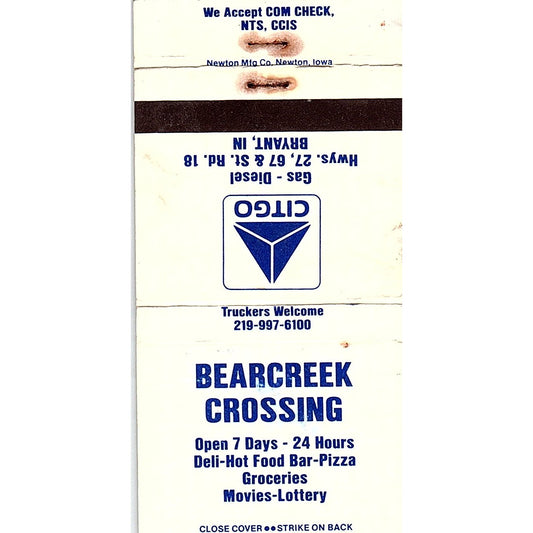 We Accept COM CHECK,
NTS, CCIS
Newton Mfg Co. Newton, Iowa
Hwys. 27, 67 & St. Rd. 18
BRYANT, IN
Gas - Diesel
CITGO
Truckers Welcome
219-997-6100
BEARCREEK
CROSSING
Open 7 Days - 24 Hours
Deli-Hot Food Bar-Pizza
Groceries
Movies-Lottery
CLOSE COVER●●STRIKE ON BACK